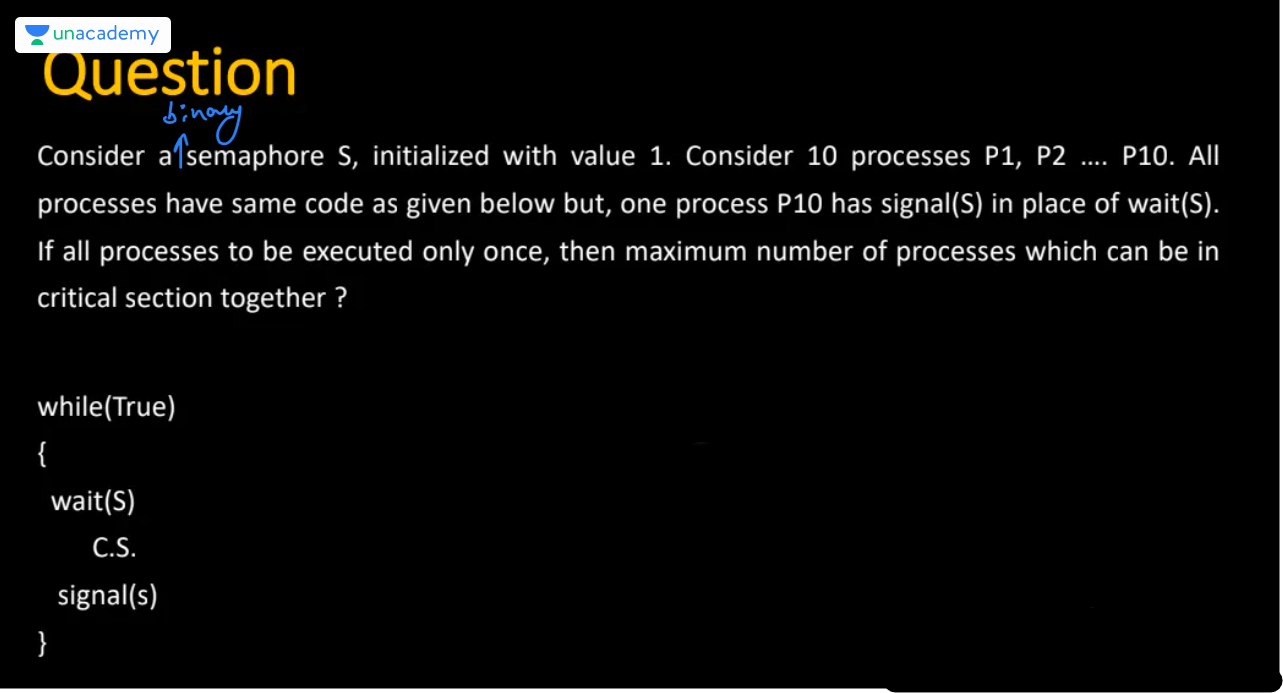 unacademy
Question
binary
Consider a semaphore S, initialized with value 1. Consider 10 processes P1, P2 .... P10. All
processes have same code as given below but, one process P10 has signal(S) in place of wait(S).
If all processes to be executed only once, then maximum number of processes which can be in
critical section together ?
while(True)
{
wait(S)
C.S.
signal(s)
}